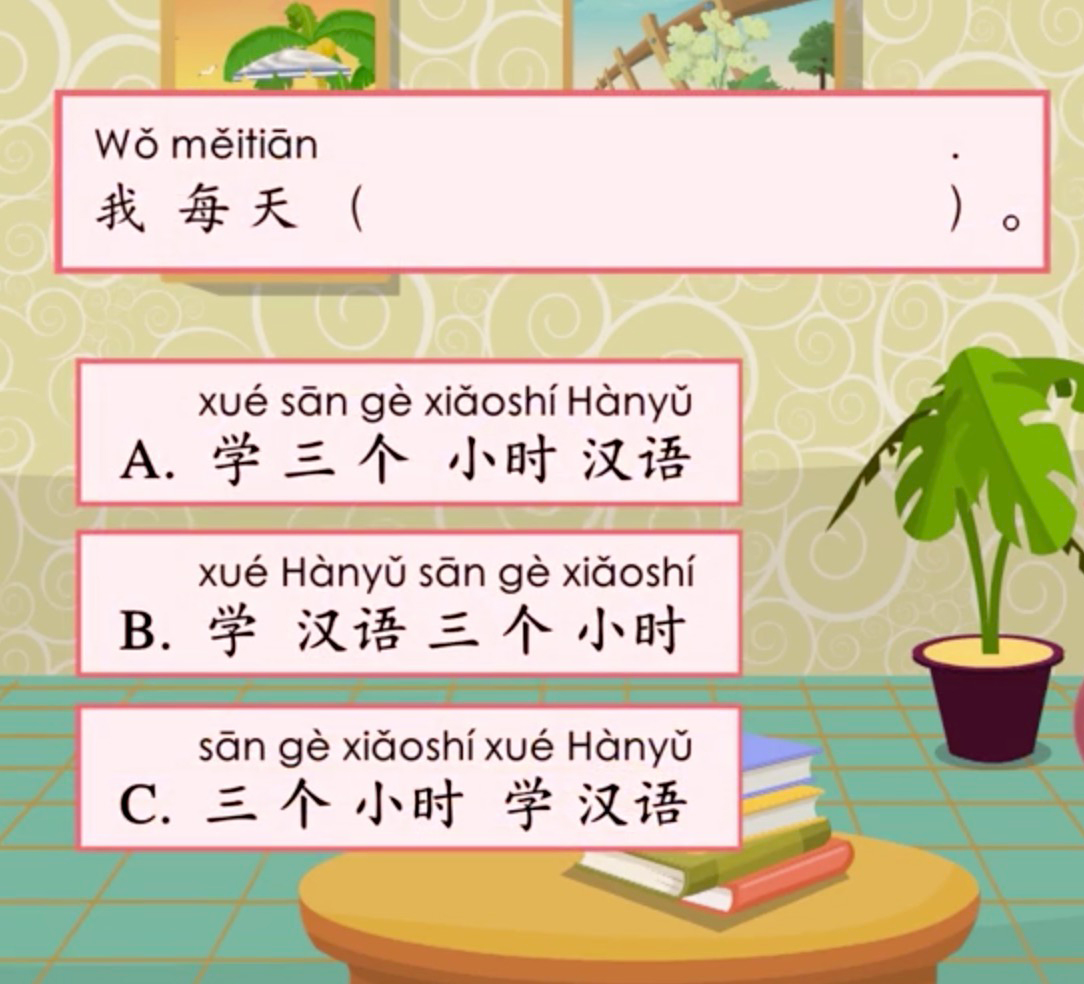 Wǒ měitiān .
我 每 天 （ ） 。
xué sān gè xiǎoshí Hànyǔ
A. 学 三 个 小时 汉语
xué Hànyǔ sān gè xiǎoshí
B. 学 汉语 三 个 小时
sān gè xiǎoshí xué Hànyǔ
C. 三 个 小时 学 汉语